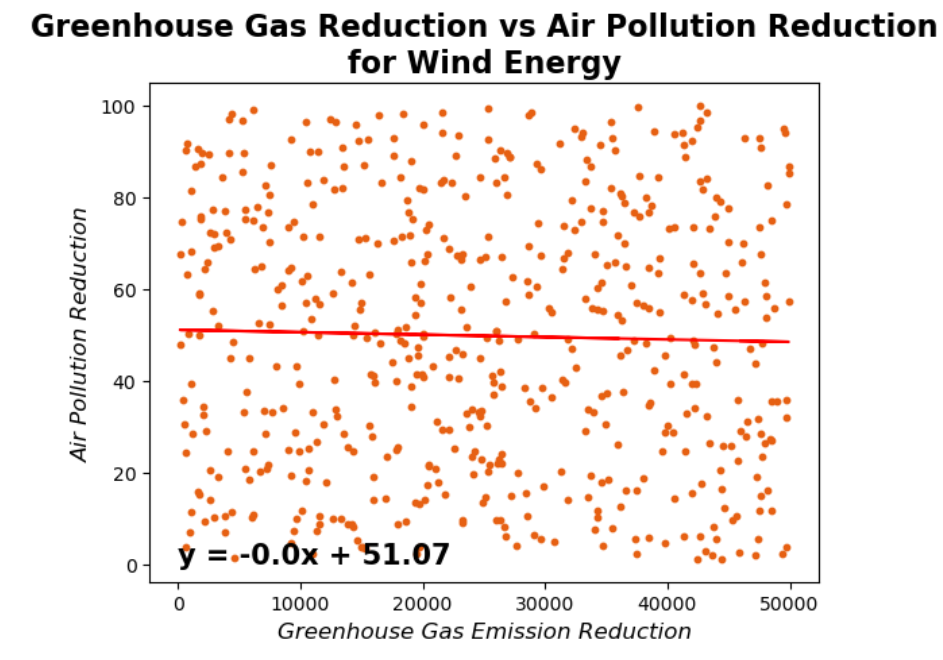 Greenhouse Gas Reduction vs Air Pollution Reduction
for Wind Energy
Air Pollution Reduction
100
80
60
40
20
0
y = -0.0x + 51.07
0 10000 20000 30000 40000 50000
Greenhouse Gas Emission Reduction